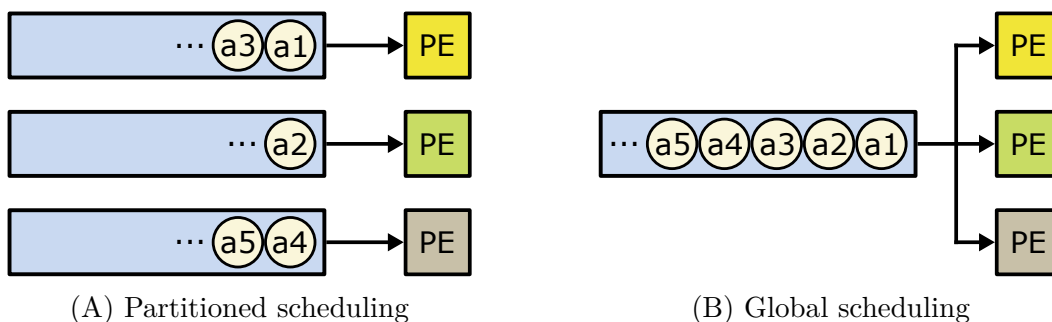 ··· a3 a1 PE
··· a2 PE
··· a5 a4 PE
(A) Partitioned scheduling
PE
··· a5 a4 a3 a2 a1 PE
PE
(B) Global scheduling